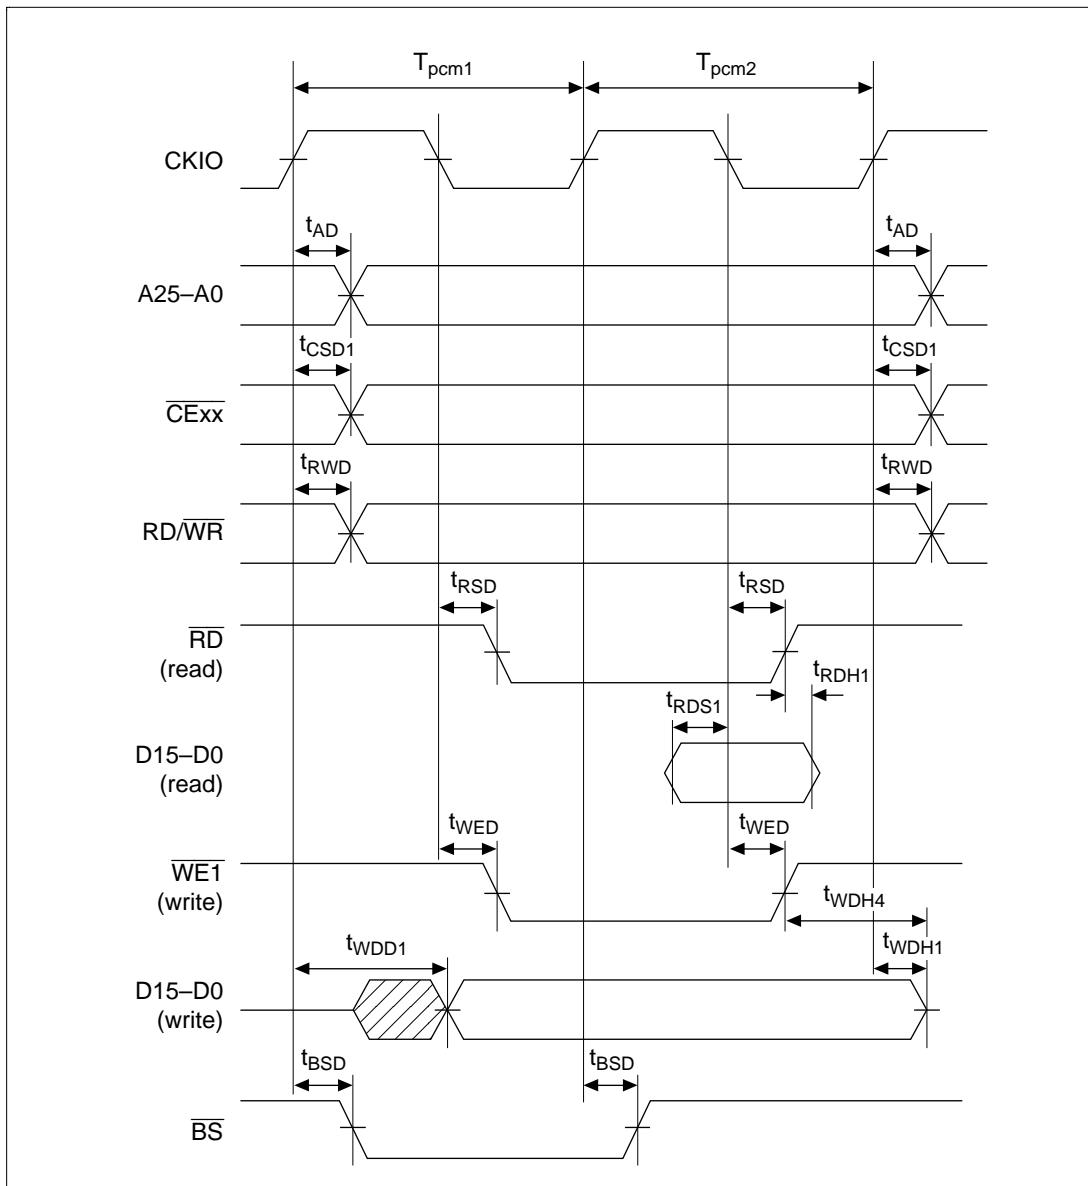 Tpcm1 Tpcm2
CKIO
tAD tAD
A25–A0
tCSD1 tCSD1
CExx
tRWD tRWD
RD/WR
tRSD tRSD
RD
(read)
tRDH1
tRDS1
D15–D0
(read)
tWED tWED
WE1
(write)
tWDH4
tWDD1 tWDH1
D15–D0
(write)
tBSD tBSD
BS